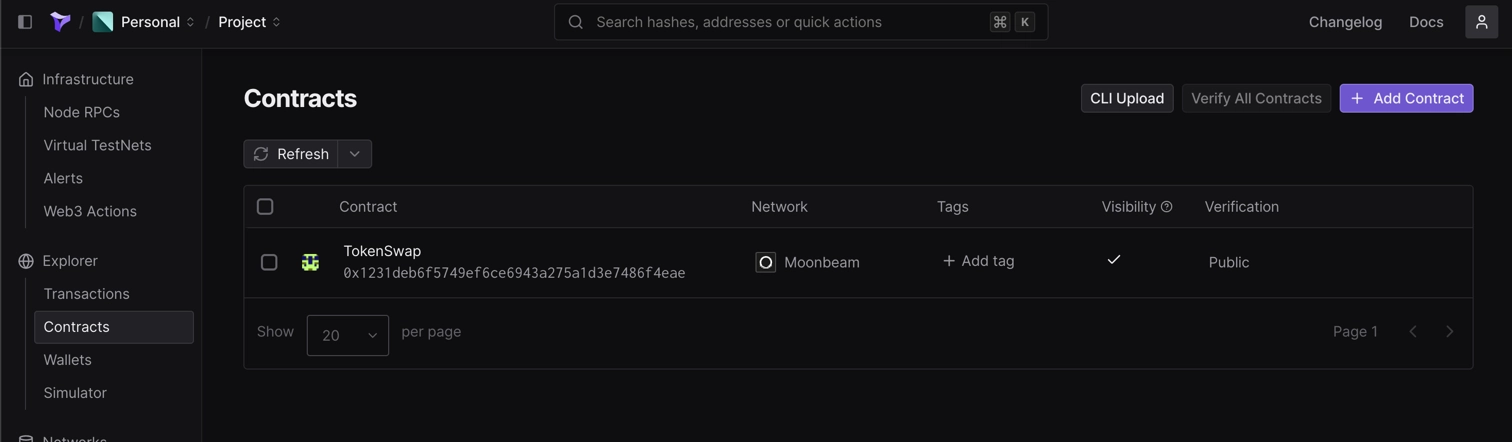 Personal / Project
Search hashes, addresses or quick actions
⌘ K
Changelog
Docs
Infrastructure
Node RPCs
Virtual TestNets
Alerts
Web3 Actions
Explorer
Transactions
Contracts
Wallets
Simulator
Networks
Contracts
CLI Upload
Verify All Contracts
+ Add Contract
Refresh
Contract Network Tags Visibility Verification
TokenSwap
0x1231deb6f5749ef6ce6943a275a1d3e7486f4eae
Moonbeam
+ Add tag
Public
Show 20 per page
Page 1